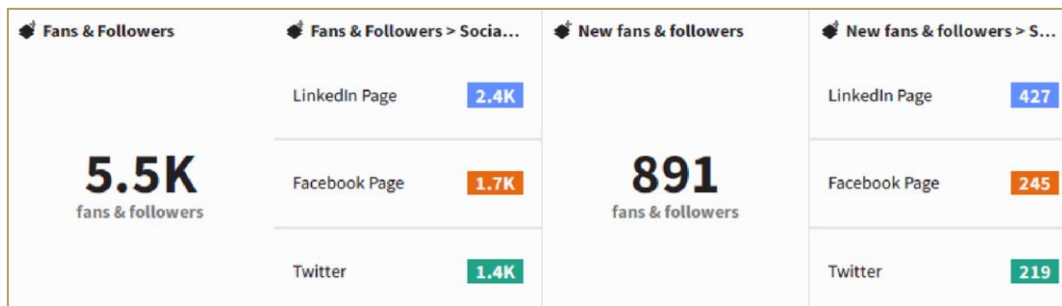 Fans & Followers
5.5K
fans & followers
Fans & Followers > Socia...
LinkedIn Page 2.4K
Facebook Page 1.7K
Twitter 1.4K
New fans & followers
891
fans & followers
New fans & followers > S...
LinkedIn Page 427
Facebook Page 245
Twitter 219